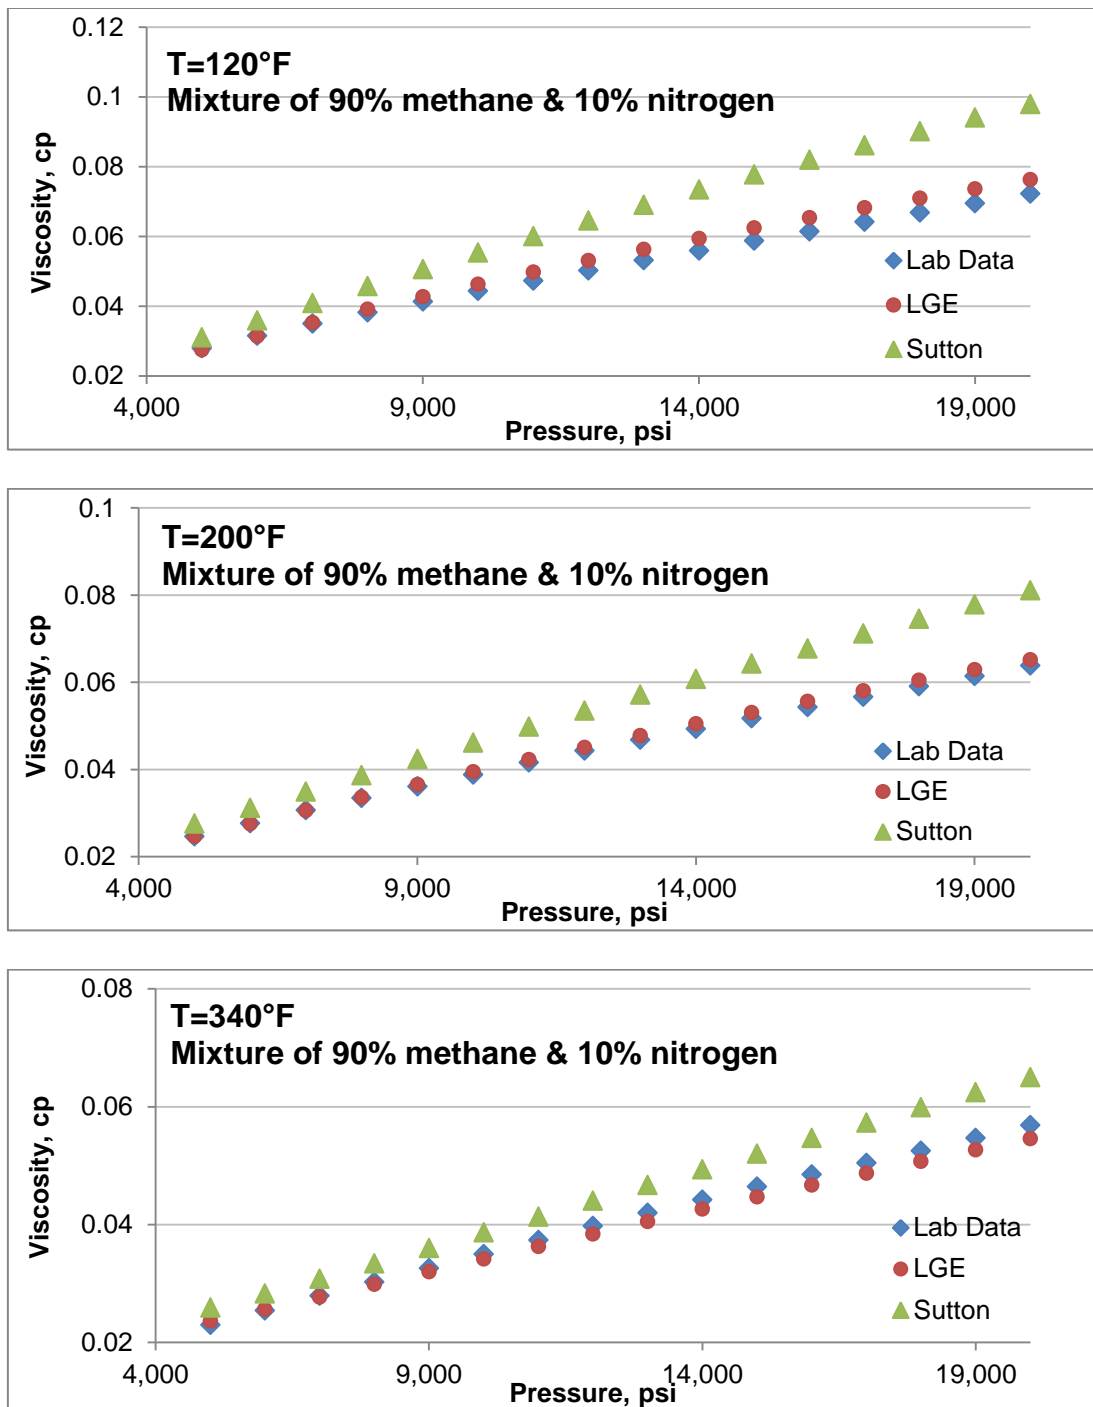 0.12
T=120°F
Mixture of 90% methane & 10% nitrogen
0.1
0.08
0.06
0.04
0.02
Viscosity, cp
Lab Data
LGE
Sutton
4,000
9,000
14,000
19,000
Pressure, psi
0.1
T=200°F
Mixture of 90% methane & 10% nitrogen
0.08
0.06
0.04
0.02
Viscosity, cp
Lab Data
LGE
Sutton
4,000
9,000
14,000
19,000
Pressure, psi
0.08
T=340°F
Mixture of 90% methane & 10% nitrogen
0.06
0.04
0.02
Viscosity, cp
Lab Data
LGE
Sutton
4,000
9,000
14,000
19,000
Pressure, psi